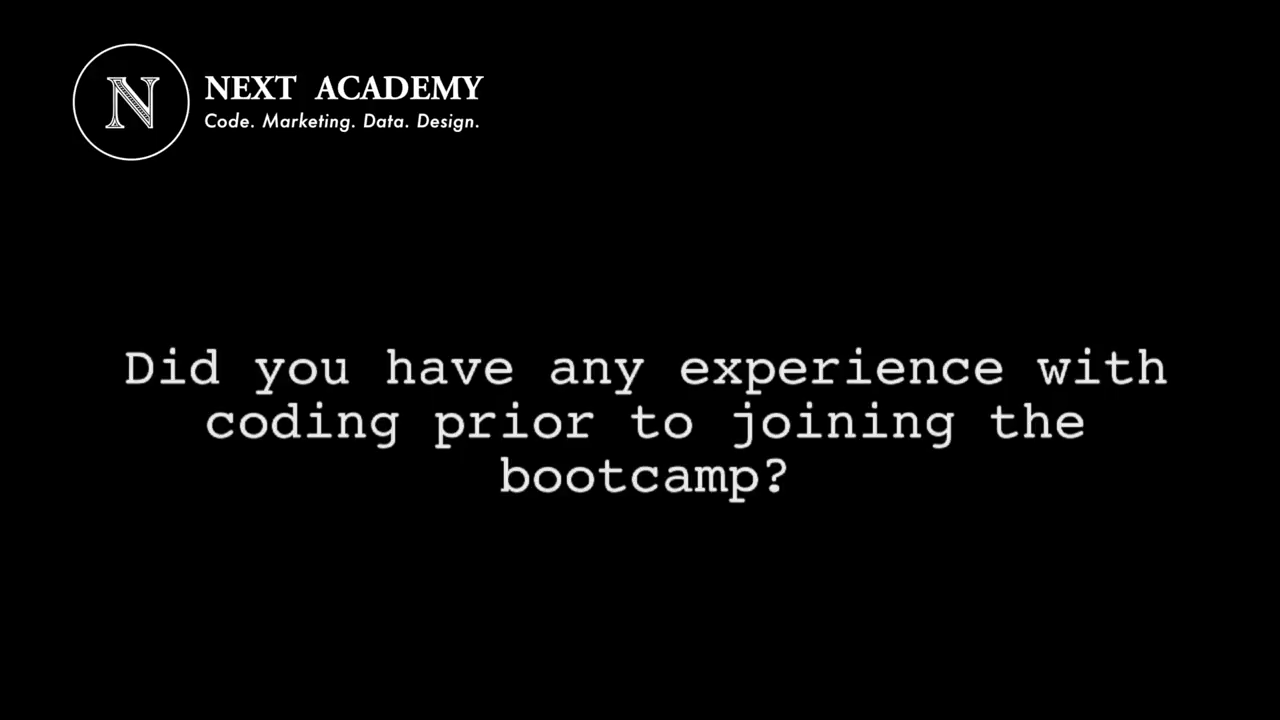 N
NEXT ACADEMY
Code. Marketing. Data. Design.
Did you have any experience with
coding prior to joining the
bootcamp?